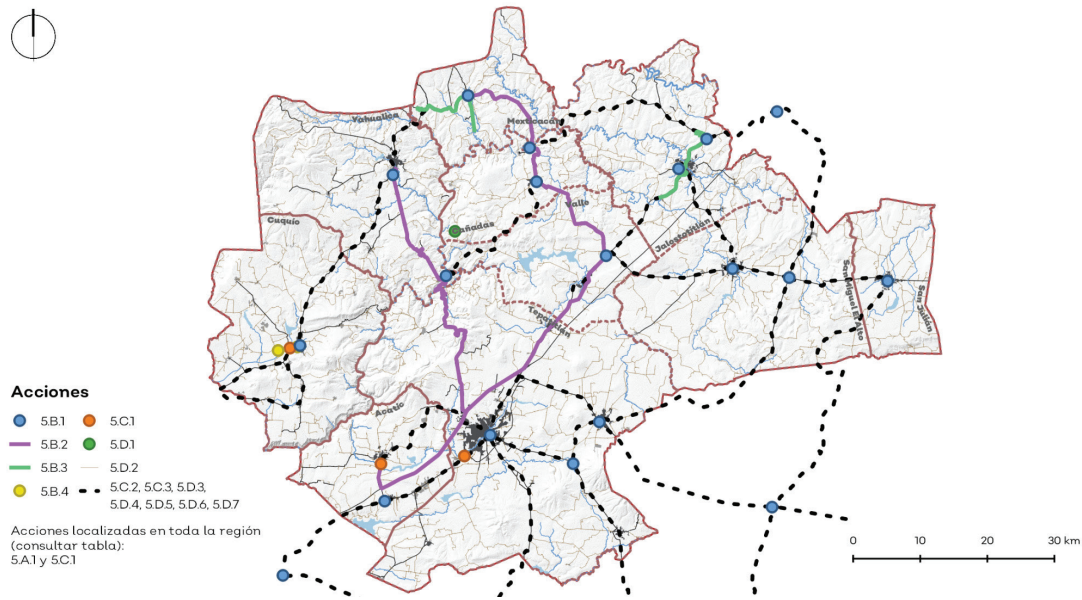 Yahualica
Mexticacán
Cuquío
Cañadas
Valle
Jalostotitlán
San Miguel El Alto
San Julián
Tepatitlán
Acatic
Acciones
5.B.1
5.C.1
5.B.2
5.D.1
5.B.3
5.D.2
5.B.4
5.C.2, 5.C.3, 5.D.3,
5.D.4, 5.D.5, 5.D.6, 5.D.7
Acciones localizadas en toda la región
(consultar tabla):
5.A.1 y 5.C.1
0 10 20 30 km